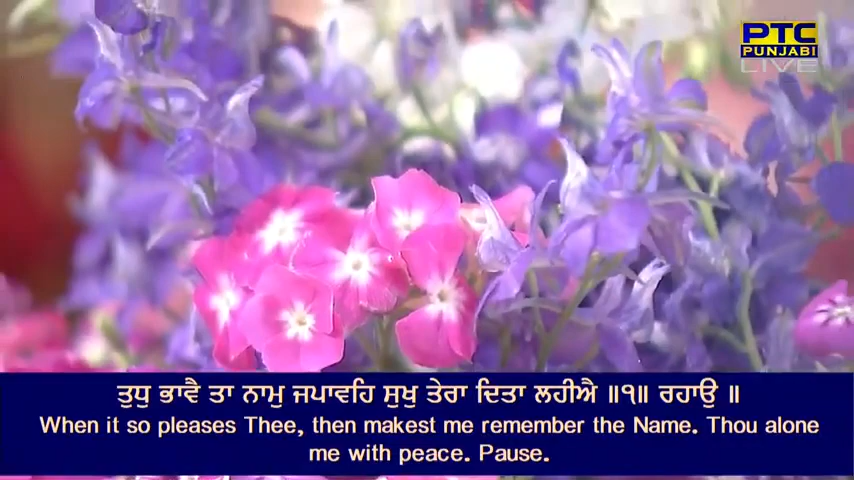 PTC
PUNJABI
LIVE
ਤੁਧੁ ਭਾਵੈ ਤਾ ਨਾਮੁ ਜਪਾਵਹਿ ਸੁਖੁ ਤੇਰਾ ਦਿਤਾ ਲਹੀਐ ॥੧॥ ਰਹਾਉ ॥
When it so pleases Thee, then makest me remember the Name. Thou alone
me with peace. Pause.